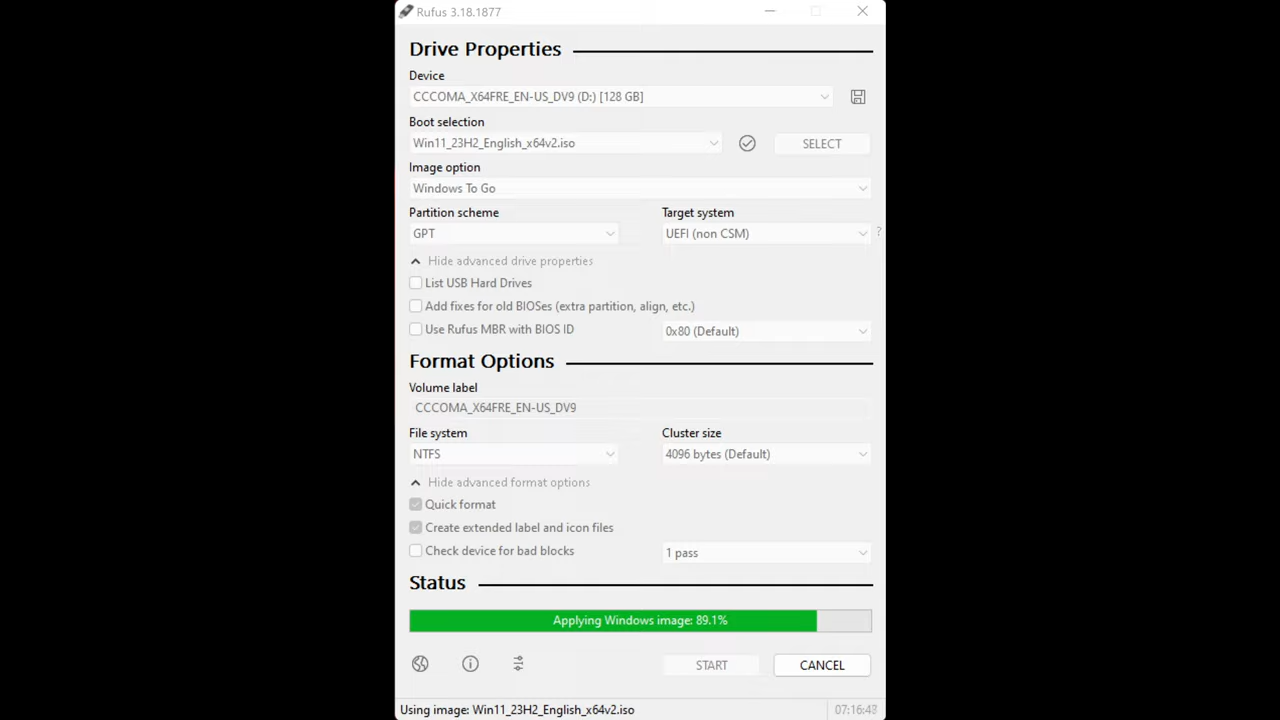 Rufus 3.18.1877
Drive Properties
Device
CCCOMA_X64FRE_EN-US_DV9 (D:) [128 GB]
Boot selection
Win11_23H2_English_x64v2.iso
SELECT
Image option
Windows To Go
Partition scheme
Target system
GPT
UEFI (non CSM)
?
Hide advanced drive properties
List USB Hard Drives
Add fixes for old BIOSes (extra partition, align, etc.)
Use Rufus MBR with BIOS ID
0x80 (Default)
Format Options
Volume label
CCCOMA_X64FRE_EN-US_DV9
File system
Cluster size
NTFS
4096 bytes (Default)
Hide advanced format options
Quick format
Create extended label and icon files
Check device for bad blocks
1 pass
Status
Applying Windows image: 89.1%
START
CANCEL
Using image: Win11_23H2_English_x64v2.iso